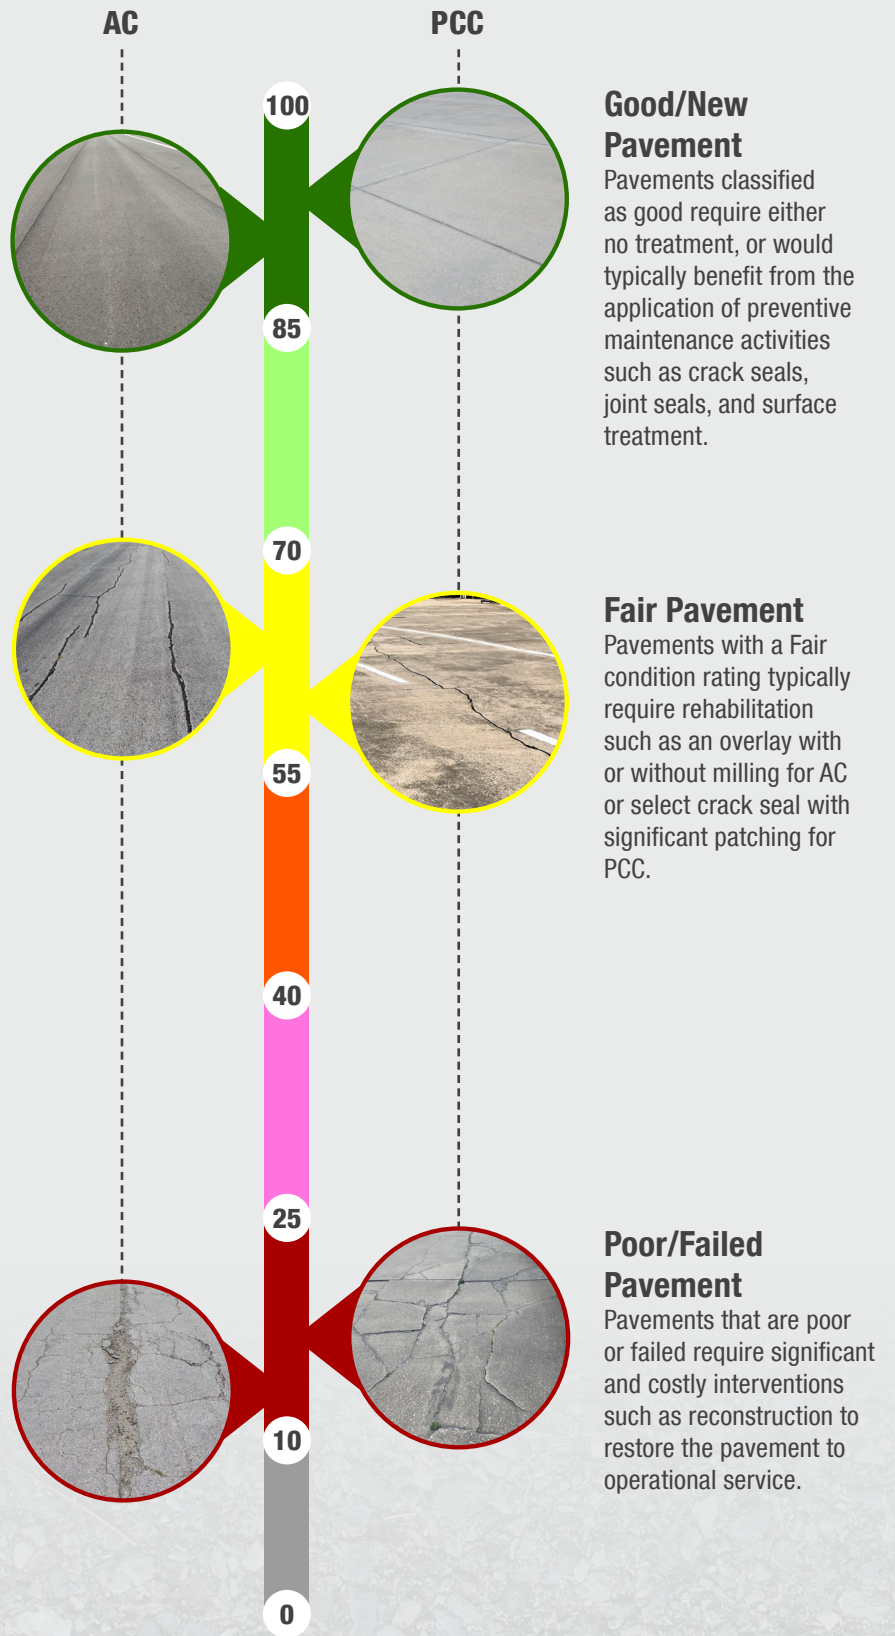 AC
PCC
100
Good/New
Pavement
Pavements classified
as good require either
no treatment, or would
typically benefit from the
application of preventive
maintenance activities
such as crack seals,
joint seals, and surface
treatment.
85
70
Fair Pavement
Pavements with a Fair
condition rating typically
require rehabilitation
such as an overlay with
or without milling for AC
or select crack seal with
significant patching for
PCC.
55
40
25
Poor/Failed
Pavement
Pavements that are poor
or failed require significant
and costly interventions
such as reconstruction to
restore the pavement to
operational service.
10
0